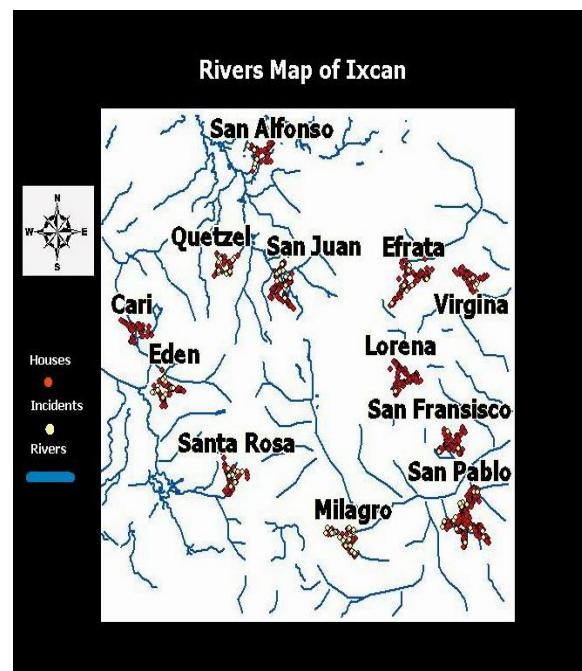 Rivers Map of Ixcan
San Alfonso
N
W E
S
Quetzel
San Juan
Efrata
Virgina
Cari
Eden
Lorena
Houses
Incidents
Rivers
San Fransisco
Santa Rosa
San Pablo
Milagro